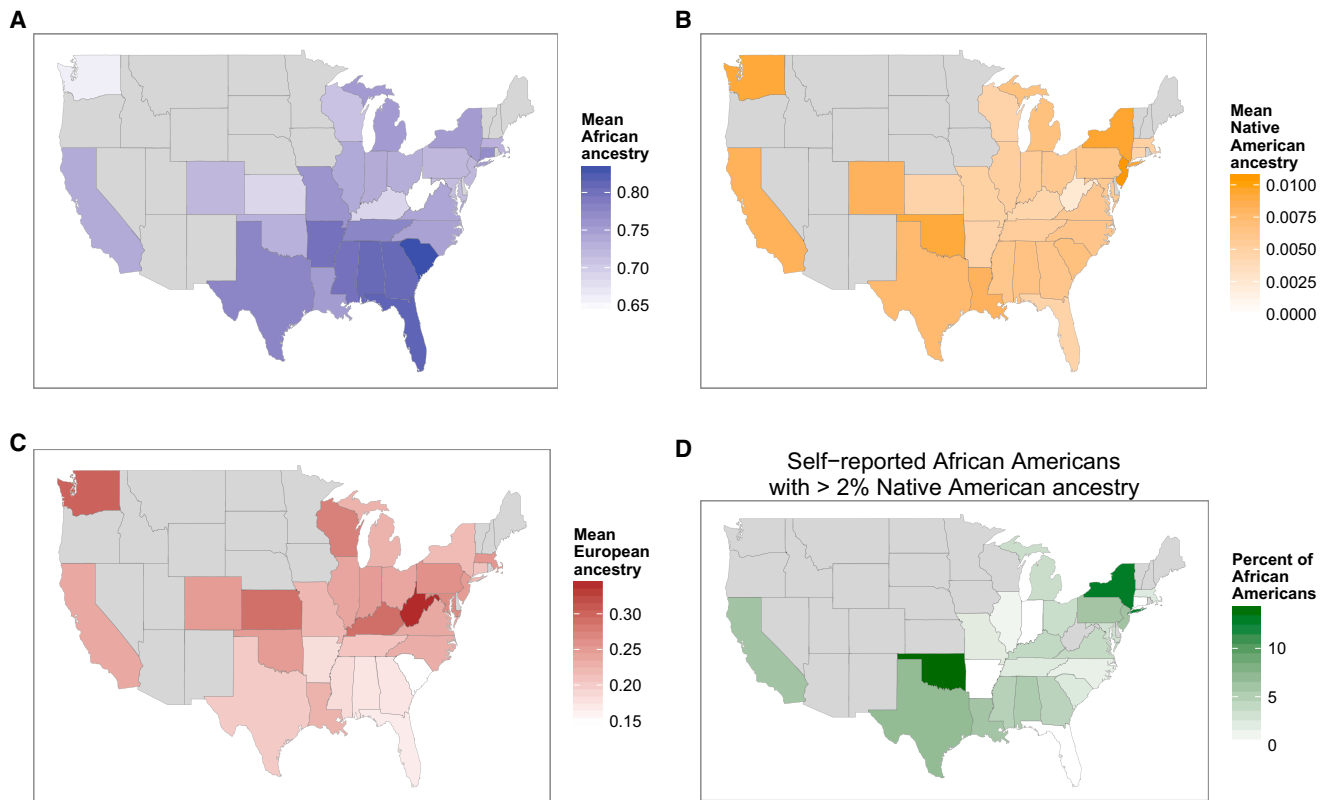 A
Mean
African
ancestry
0.80
0.75
0.70
0.65
B
Mean
Native
American
ancestry
0.0100
0.0075
0.0050
0.0025
0.0000
C
Mean
European
ancestry
0.30
0.25
0.20
0.15
D
Self−reported African Americans
with > 2% Native American ancestry
Percent of
African
Americans
10
5
0